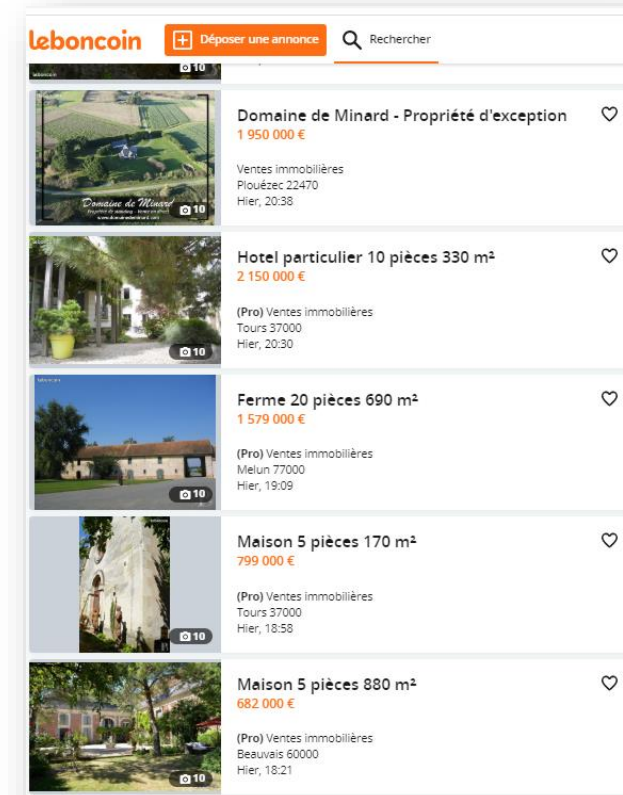 leboncoin
Déposer une annonce
Rechercher
10
Domaine de Minard - Propriété d'exception
1 950 000 €
Ventes immobilières
Plouézec 22470
Hier, 20:38
Domaine de Minard
10
Hotel particulier 10 pièces 330 m²
2 150 000 €
(Pro) Ventes immobilières
Tours 37000
Hier, 20:30
10
Ferme 20 pièces 690 m²
1 579 000 €
(Pro) Ventes immobilières
Melun 77000
Hier, 19:09
10
Maison 5 pièces 170 m²
799 000 €
(Pro) Ventes immobilières
Tours 37000
Hier, 18:58
10
Maison 5 pièces 880 m²
682 000 €
(Pro) Ventes immobilières
Beauvais 60000
Hier, 18:21
10